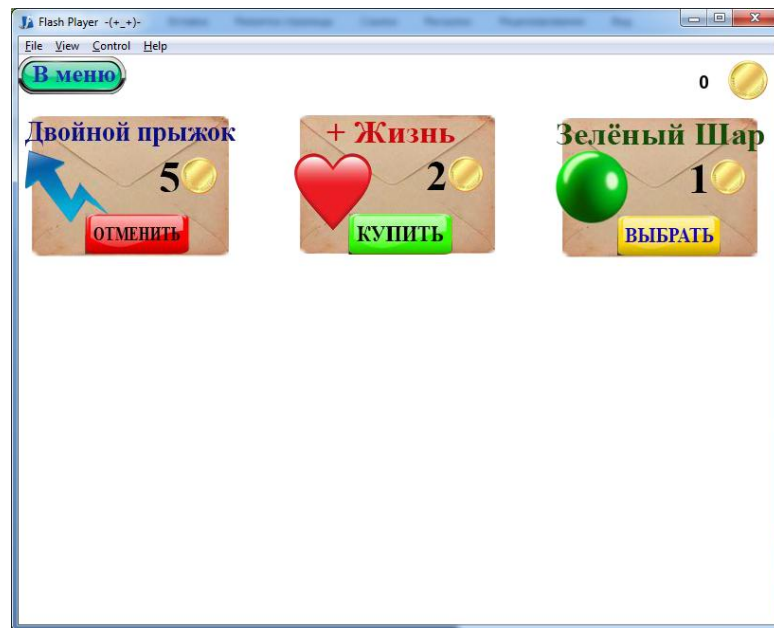 Flash Player -(+_+)-
File View Control Help
В меню
0
Двойной прыжок
5
ОТМЕНИТЬ
+ Жизнь
2
КУПИТЬ
Зелёный Шар
1
ВЫБРАТЬ